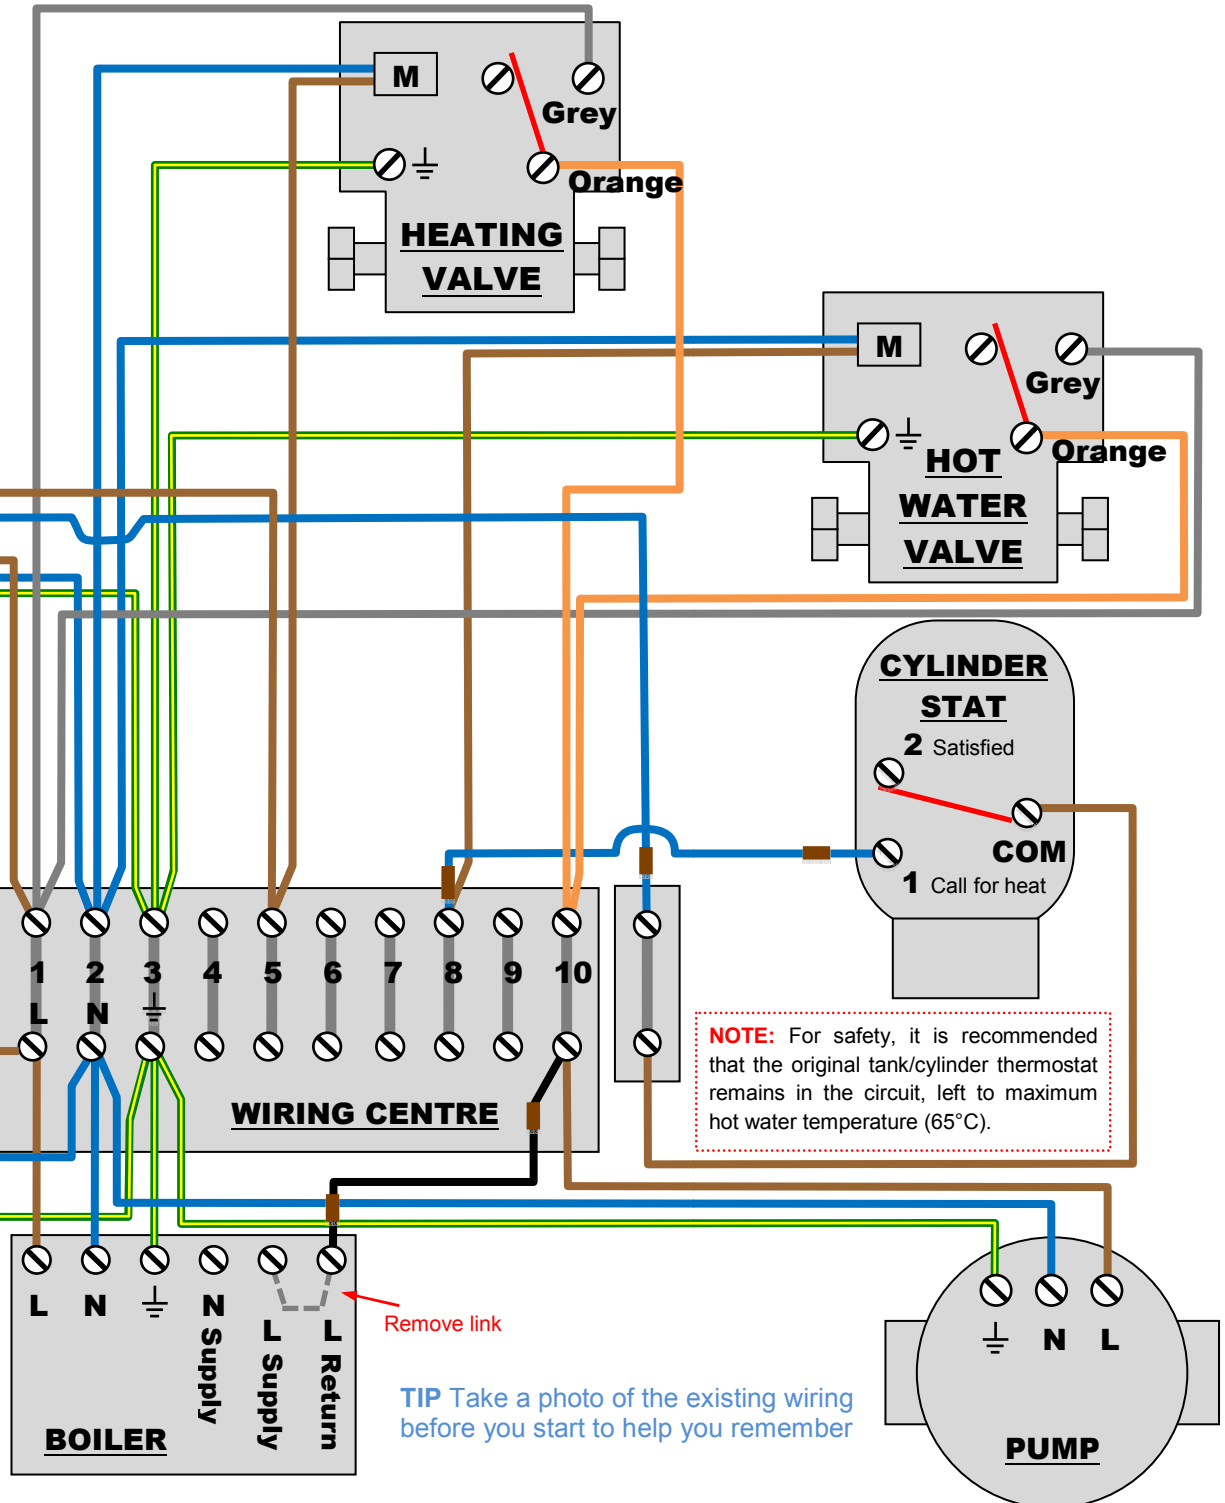 M
Grey
Orange
HEATING
VALVE
M
Grey
Orange
HOT
WATER
VALVE
CYLINDER
STAT
2 Satisfied
COM
1 Call for heat
1 2 3 4 5 6 7 8 9 10
L N
WIRING CENTRE
NOTE: For safety, it is recommended
that the original tank/cylinder thermostat
remains in the circuit, left to maximum
hot water temperature (65°C).
L N N Supply L Supply L Return
Remove link
BOILER
TIP Take a photo of the existing wiring
before you start to help you remember
N L
PUMP